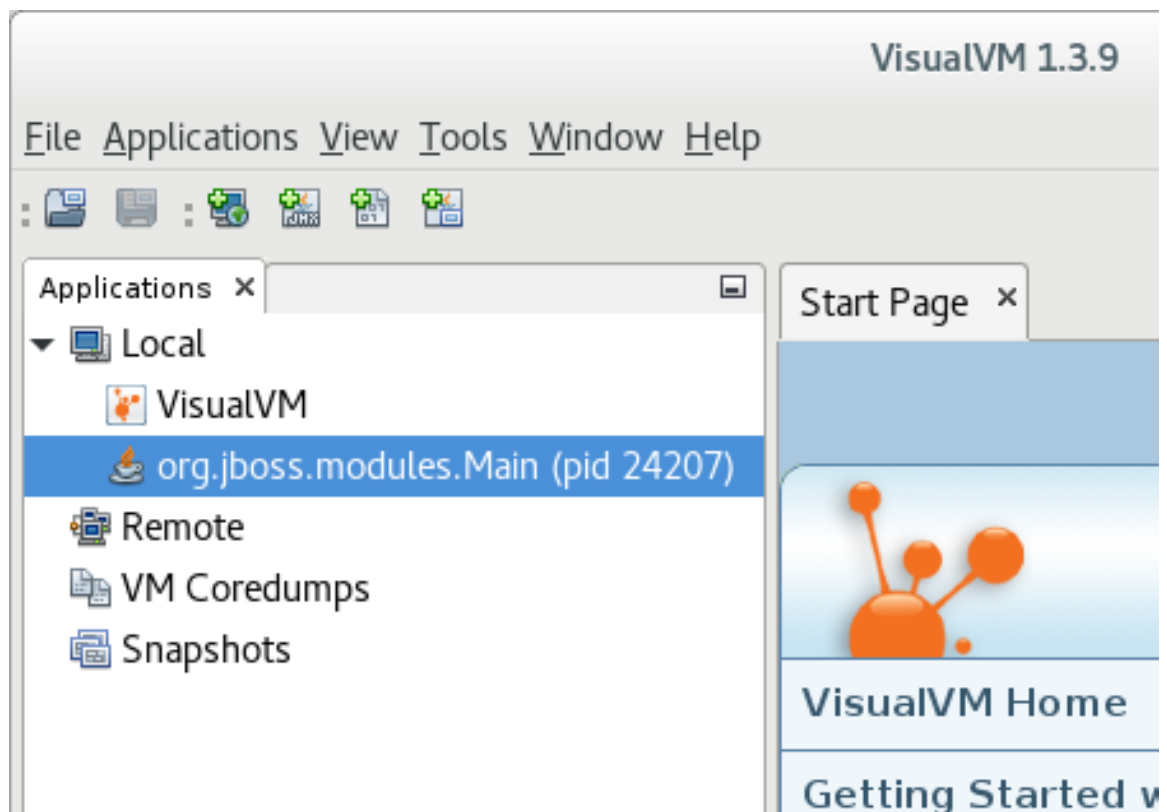 VisualVM 1.3.9
File Applications View Tools Window Help
JMX
Applications
Start Page
Local
VisualVM
org.jboss.modules.Main (pid 24207)
Remote
VM Coredumps
Snapshots
VisualVM Home
Getting Started